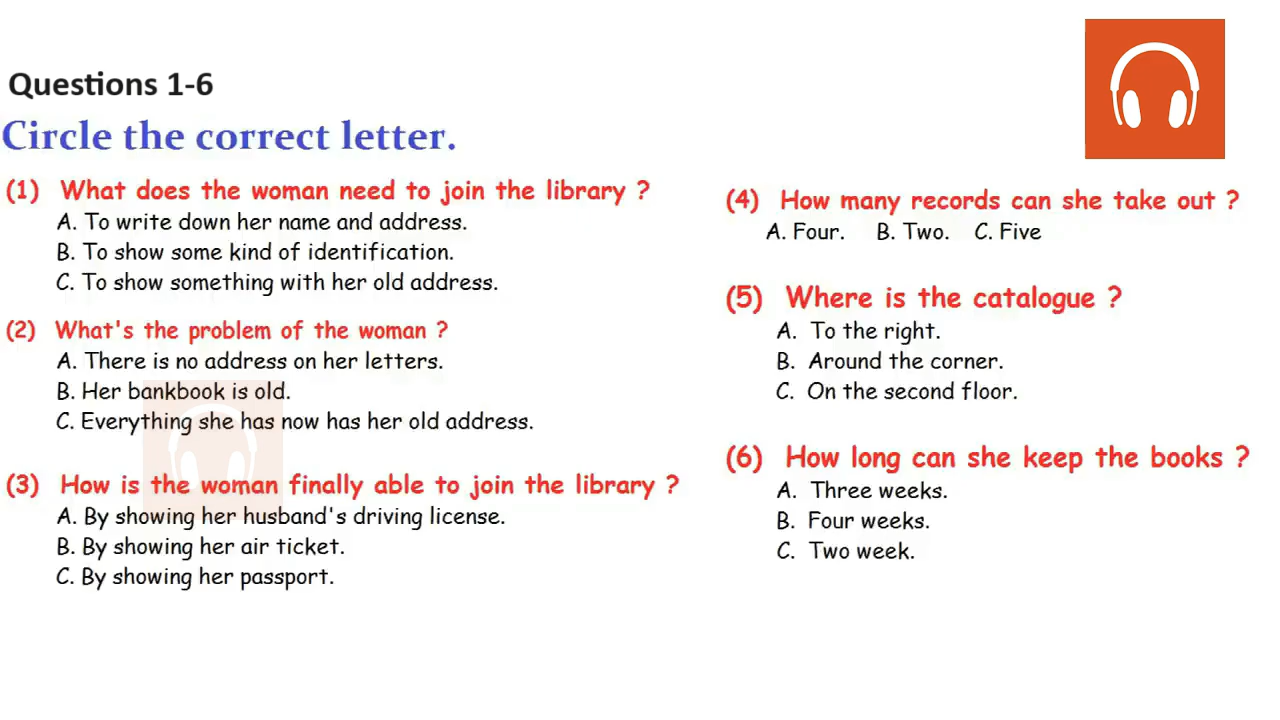 Questions 1-6
Circle the correct letter.
(1) What does the woman need to join the library ?
A. To write down her name and address.
B. To show some kind of identification.
C. To show something with her old address.
(2) What's the problem of the woman ?
A. There is no address on her letters.
B. Her bankbook is old.
C. Everything she has now has her old address.
(3) How is the woman finally able to join the library ?
A. By showing her husband's driving license.
B. By showing her air ticket.
C. By showing her passport.
(4) How many records can she take out ?
A. Four. B. Two. C. Five
(5) Where is the catalogue ?
A. To the right.
B. Around the corner.
C. On the second floor.
(6) How long can she keep the books ?
A. Three weeks.
B. Four weeks.
C. Two week.